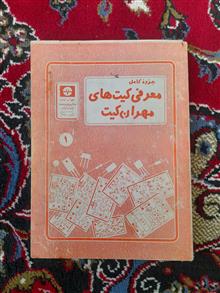 جزوه کامل
معرفی کیت‌های
مهران کیت
۱